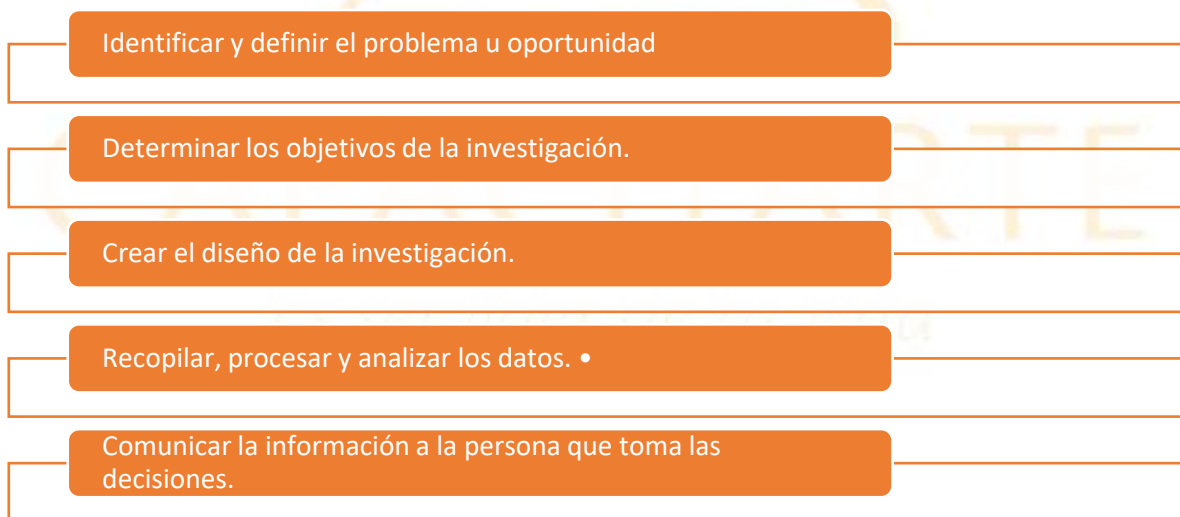 Identificar y definir el problema u oportunidad
Determinar los objetivos de la investigación.
Crear el diseño de la investigación.
Recopilar, procesar y analizar los datos. •
Comunicar la información a la persona que toma las
decisiones.